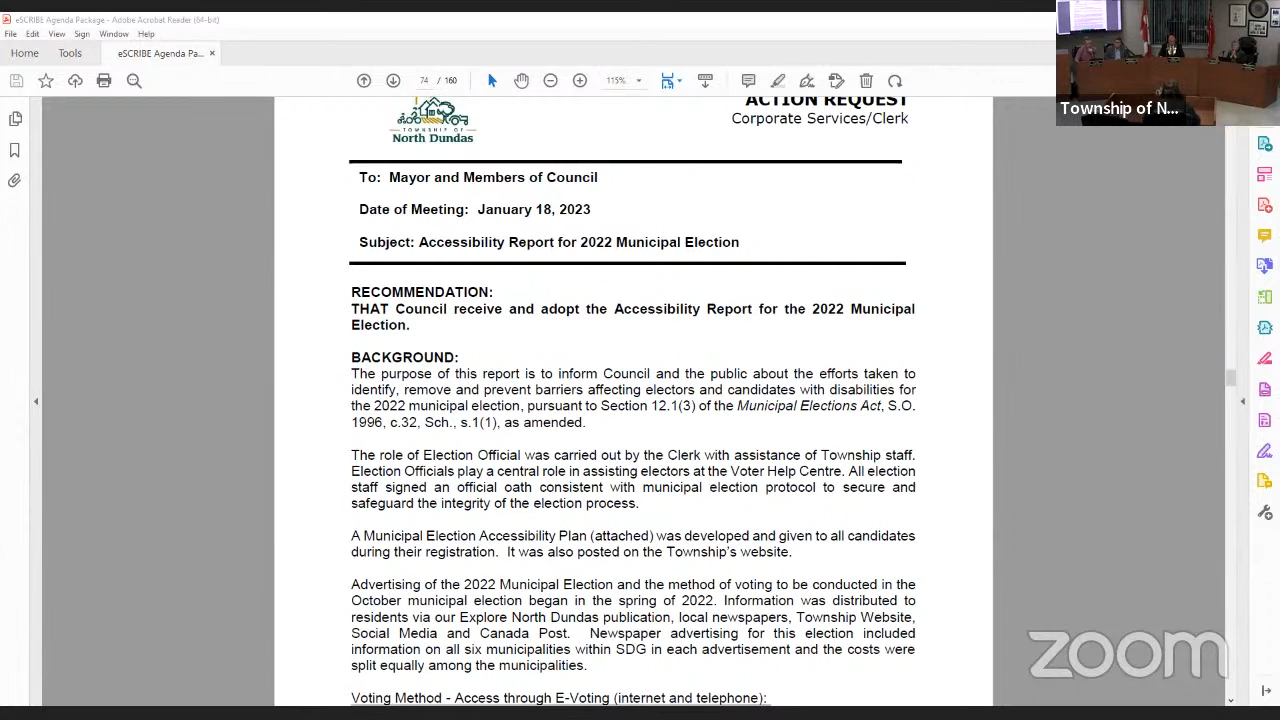 eSCRIBE Agenda Package - Adobe Acrobat Reader (64-bit)
File Edit View Sign Window Help
Home Tools eSCRIBE Agenda Pa... ×
74 / 160 115%
Township of N...
ACTION REQUEST
Corporate Services/Clerk
TOWNSHIP OF
North Dundas
To: Mayor and Members of Council
Date of Meeting: January 18, 2023
Subject: Accessibility Report for 2022 Municipal Election
RECOMMENDATION:
THAT Council receive and adopt the Accessibility Report for the 2022 Municipal
Election.
BACKGROUND:
The purpose of this report is to inform Council and the public about the efforts taken to
identify, remove and prevent barriers affecting electors and candidates with disabilities for
the 2022 municipal election, pursuant to Section 12.1(3) of the Municipal Elections Act, S.O.
1996, c.32, Sch., s.1(1), as amended.
The role of Election Official was carried out by the Clerk with assistance of Township staff.
Election Officials play a central role in assisting electors at the Voter Help Centre. All election
staff signed an official oath consistent with municipal election protocol to secure and
safeguard the integrity of the election process.
A Municipal Election Accessibility Plan (attached) was developed and given to all candidates
during their registration. It was also posted on the Township's website.
Advertising of the 2022 Municipal Election and the method of voting to be conducted in the
October municipal election began in the spring of 2022. Information was distributed to
residents via our Explore North Dundas publication, local newspapers, Township Website,
Social Media and Canada Post. Newspaper advertising for this election included
information on all six municipalities within SDG in each advertisement and the costs were
split equally among the municipalities.
Voting Method - Access through E-Voting (internet and telephone):
zoom